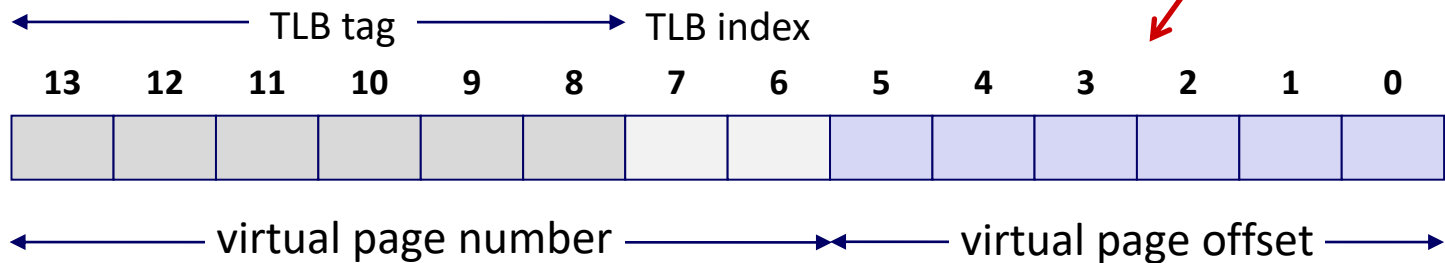 TLB tag TLB index
13 12 11 10 9 8 7 6 5 4 3 2 1 0
virtual page number virtual page offset